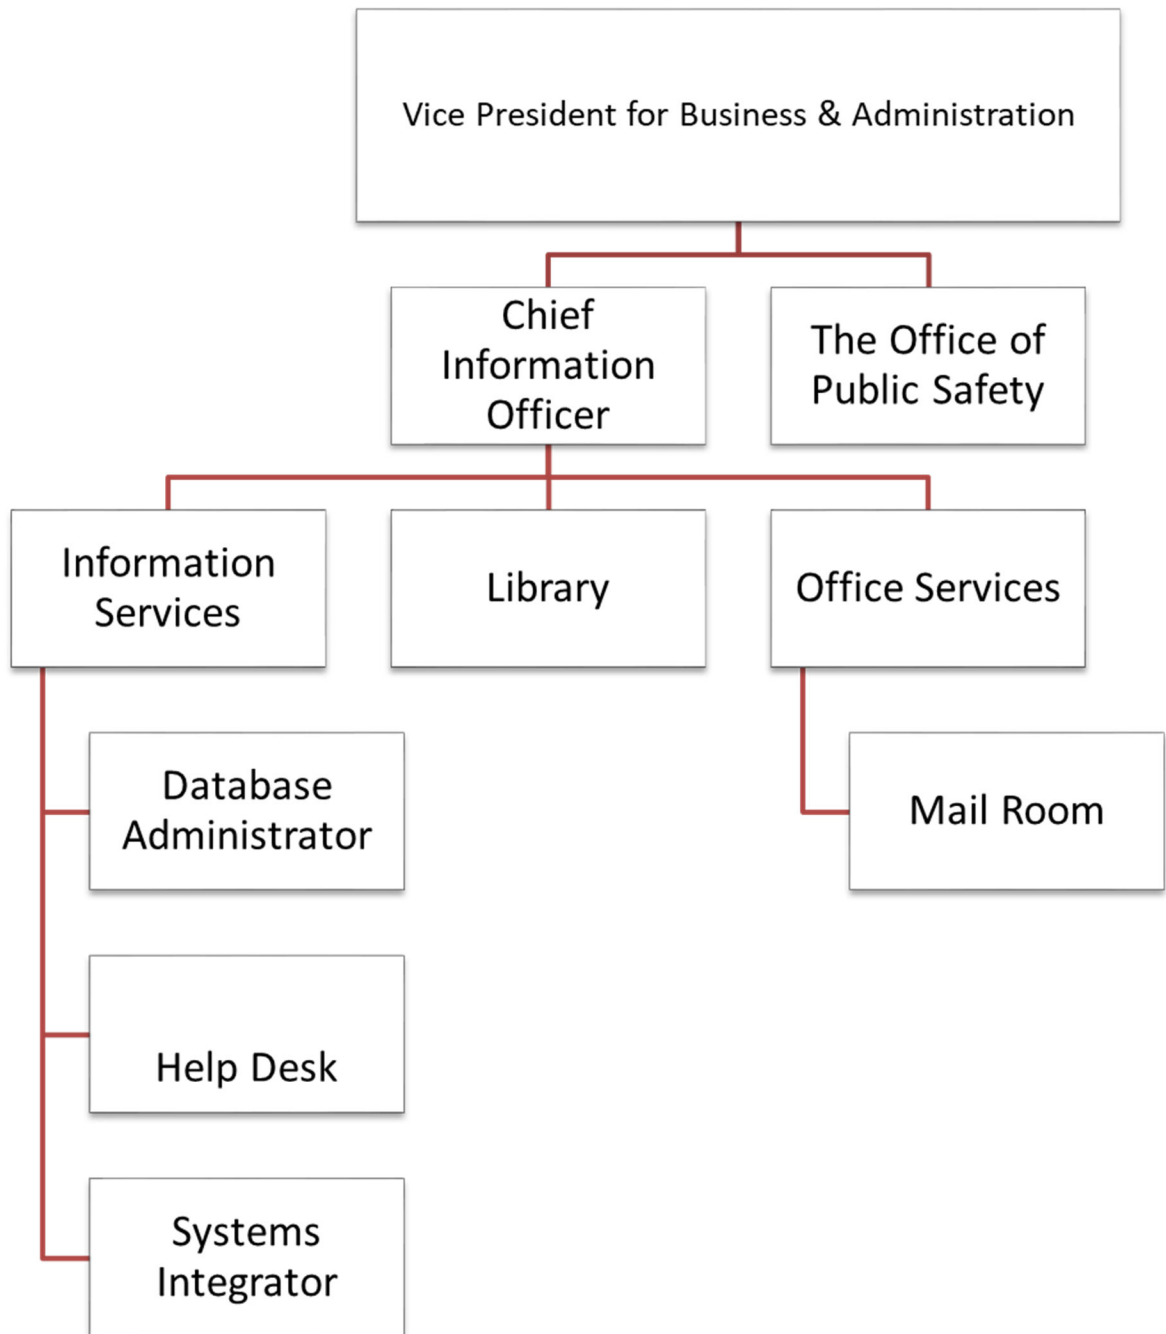 Vice President for Business & Administration
Chief
Information
Officer
The Office of
Public Safety
Information
Services
Library
Office Services
Database
Administrator
Mail Room
Help Desk
Systems
Integrator